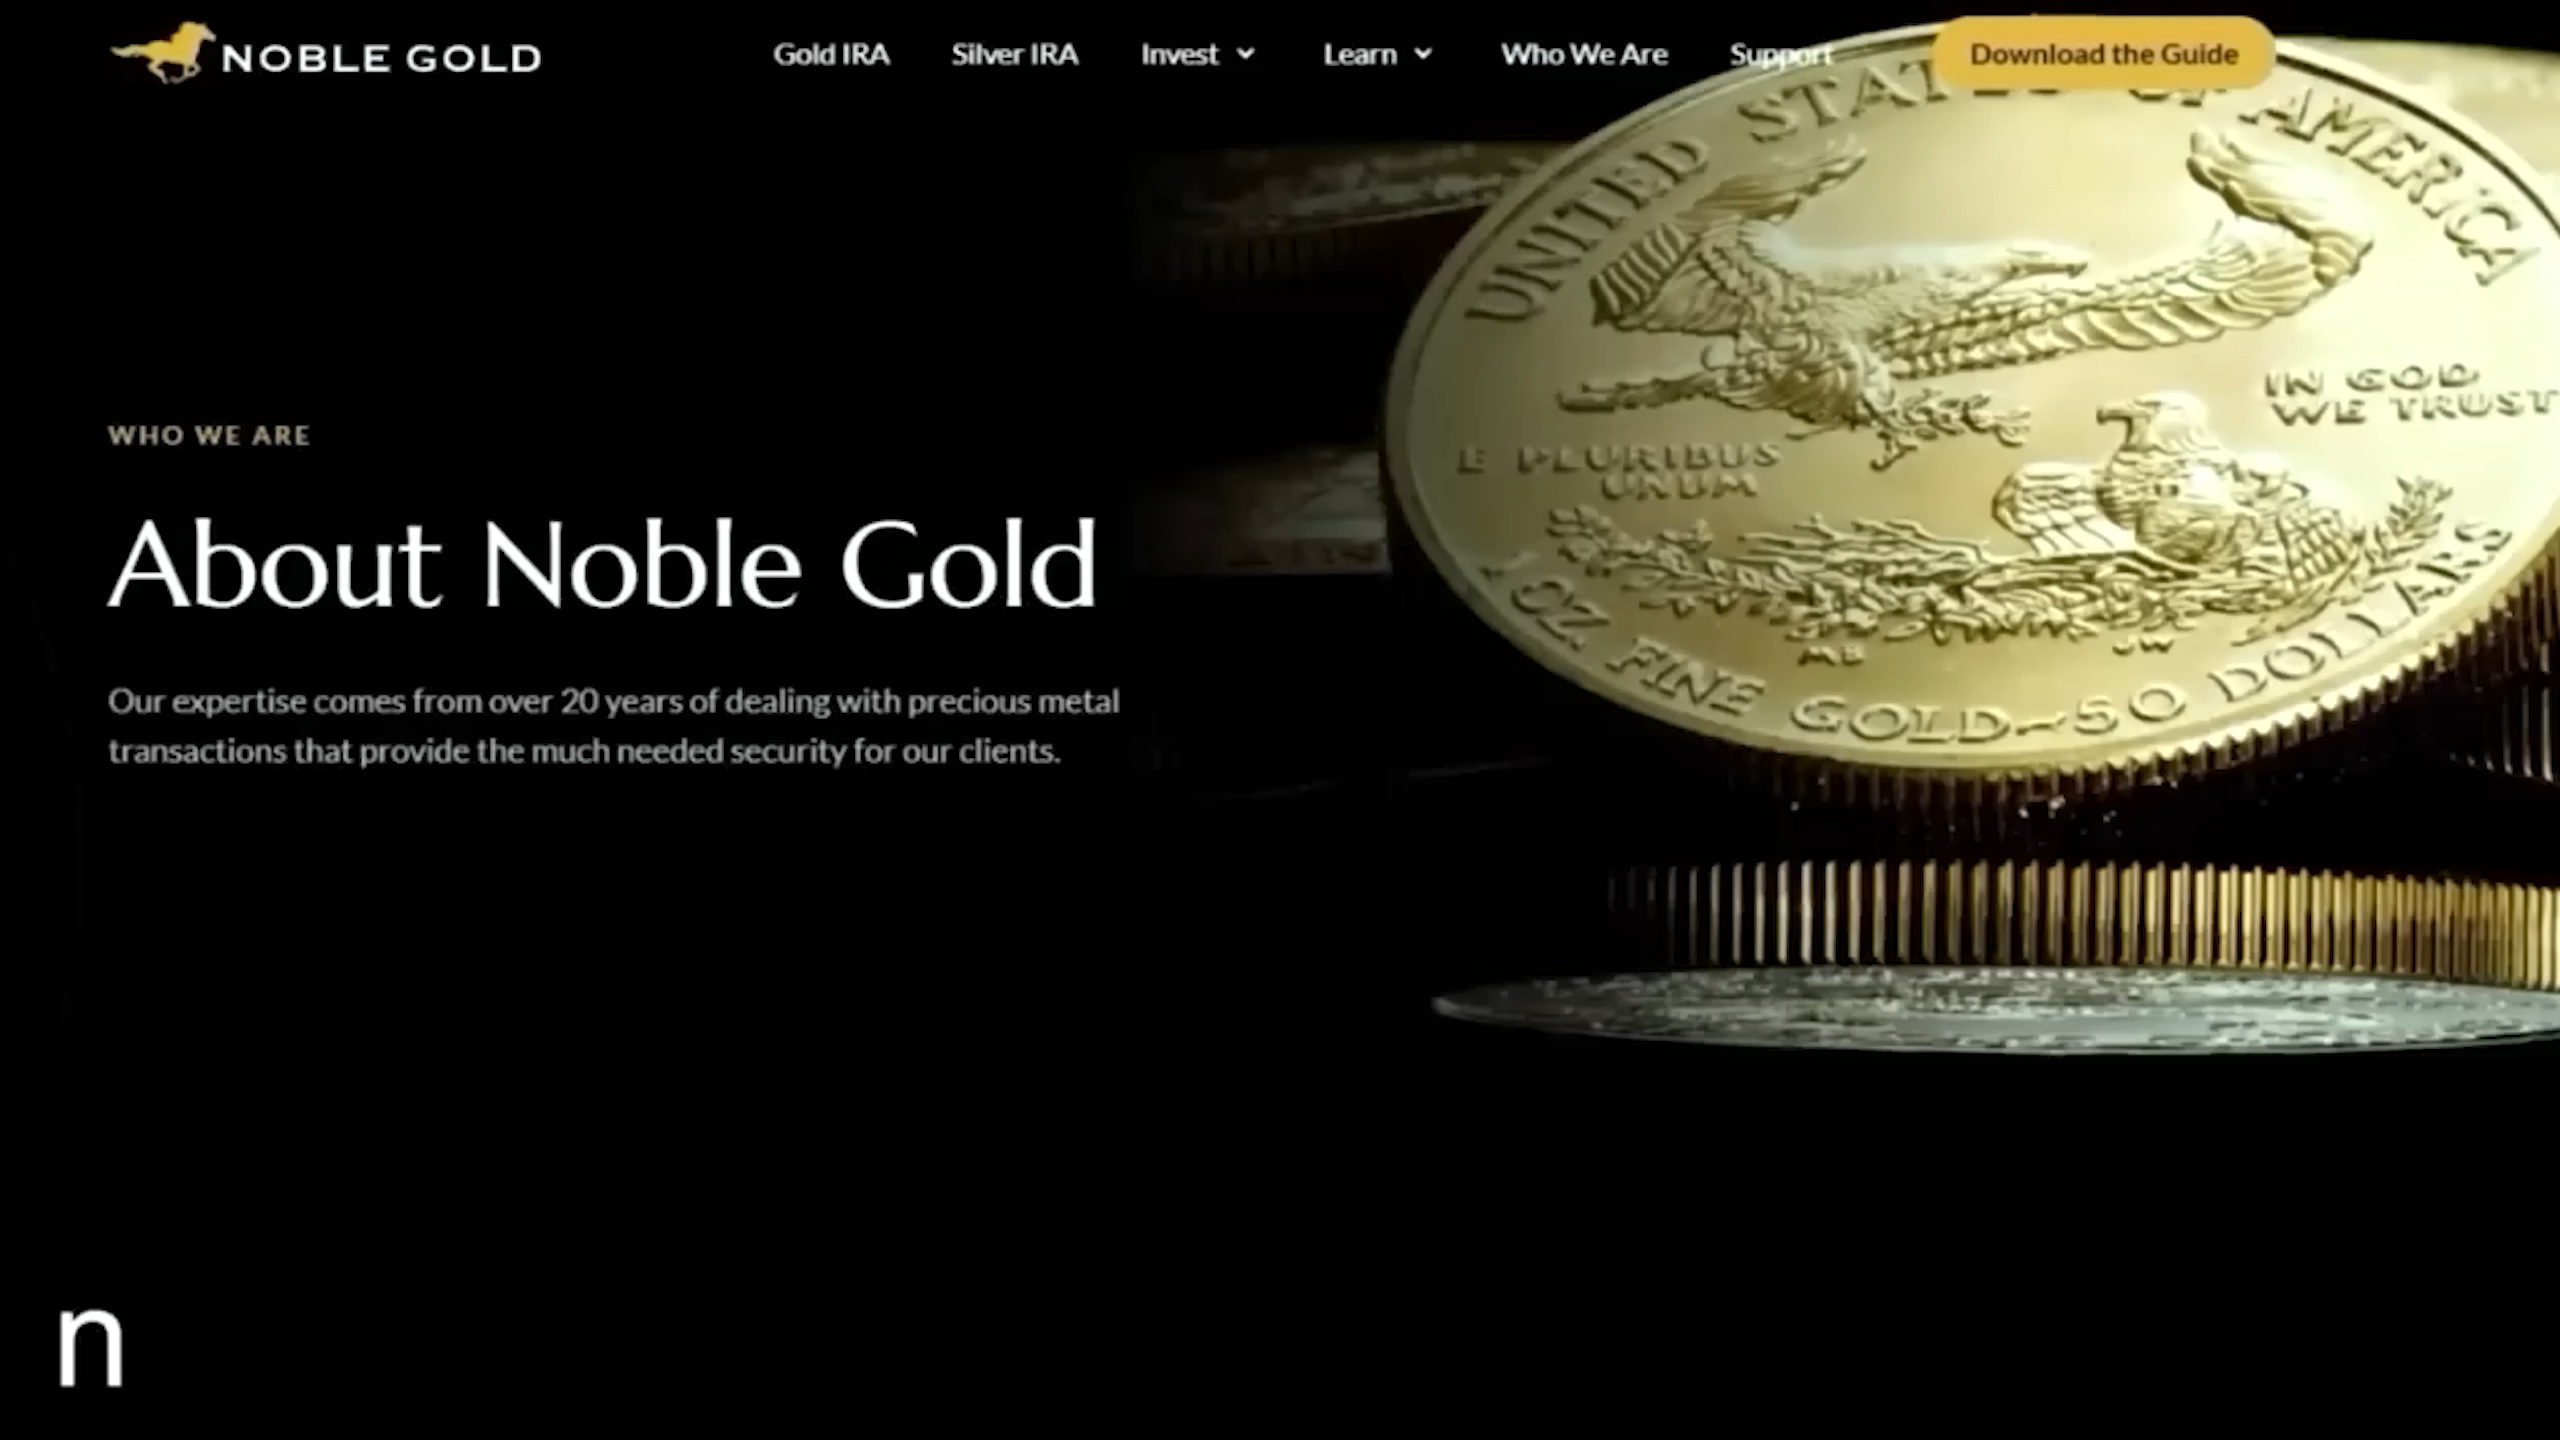 NOBLE GOLD
Gold IRA
Silver IRA
Invest
Learn
Who We Are
Support
Download the Guide
UNITED STATES OF AMERICA
IN GOD
WE TRUST
E PLURIBUS
UNUM
MB
JW
1 OZ. FINE GOLD~50 DOLLARS
WHO WE ARE
About Noble Gold
Our expertise comes from over 20 years of dealing with precious metal
transactions that provide the much needed security for our clients.
n